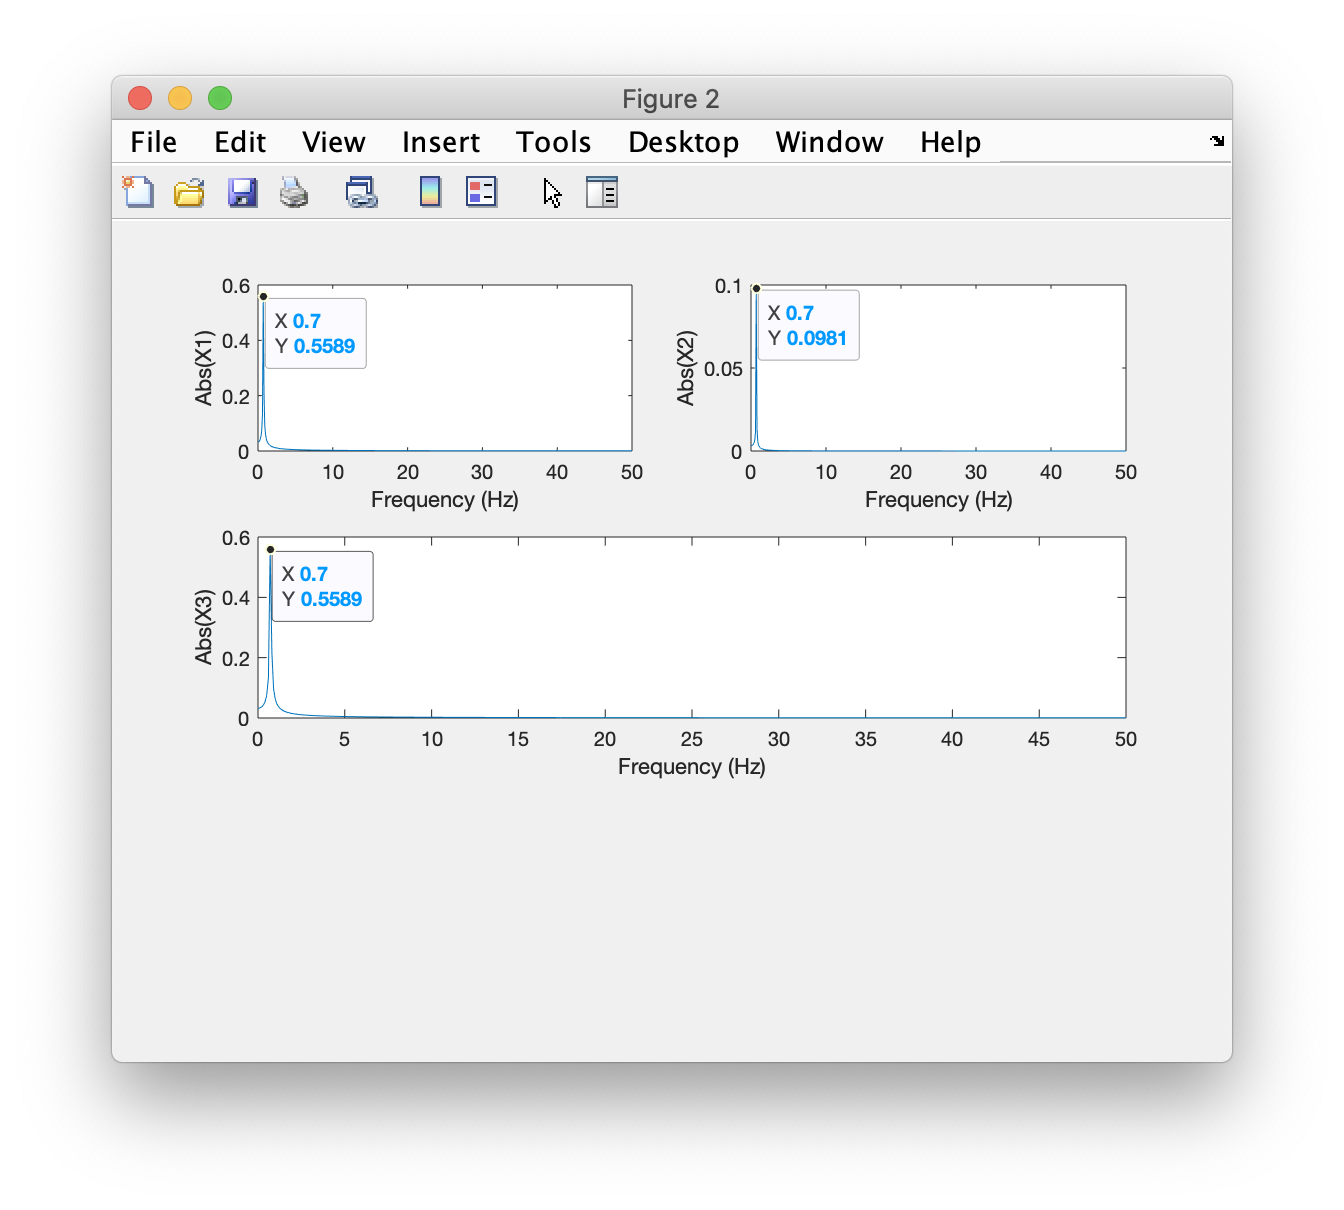 Figure 2
File Edit View Insert Tools Desktop Window Help
0.6
0.4
0.2
0
Abs(X1)
X 0.7
Y 0.5589
0 10 20 30 40 50
Frequency (Hz)
0.1
0.05
0
Abs(X2)
X 0.7
Y 0.0981
0 10 20 30 40 50
Frequency (Hz)
0.6
0.4
0.2
0
Abs(X3)
X 0.7
Y 0.5589
0 5 10 15 20 25 30 35 40 45 50
Frequency (Hz)